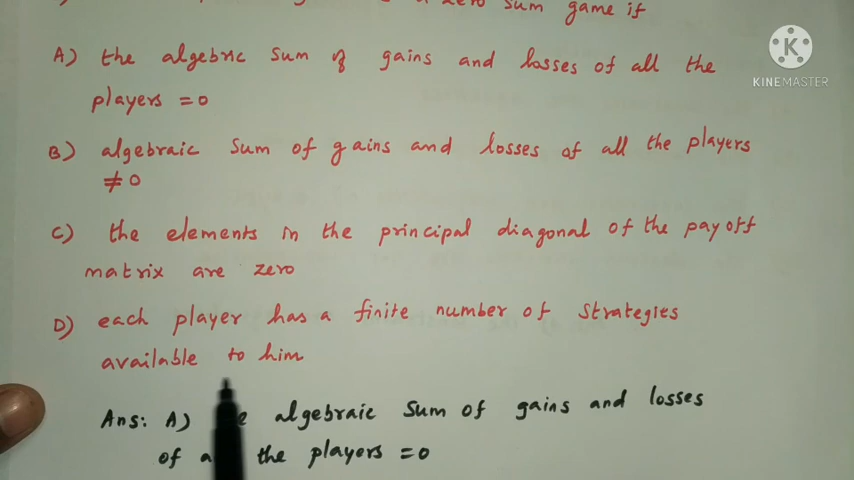 zero sum game if
A) the algebric sum of gains and losses of all the
players = 0
B) algebraic sum of gains and losses of all the players
≠ 0
C) the elements in the principal diagonal of the pay off
matrix are zero
D) each player has a finite number of strategies
available to him
Ans: A) algebraic sum of gains and losses
of the players = 0
KINEMASTER